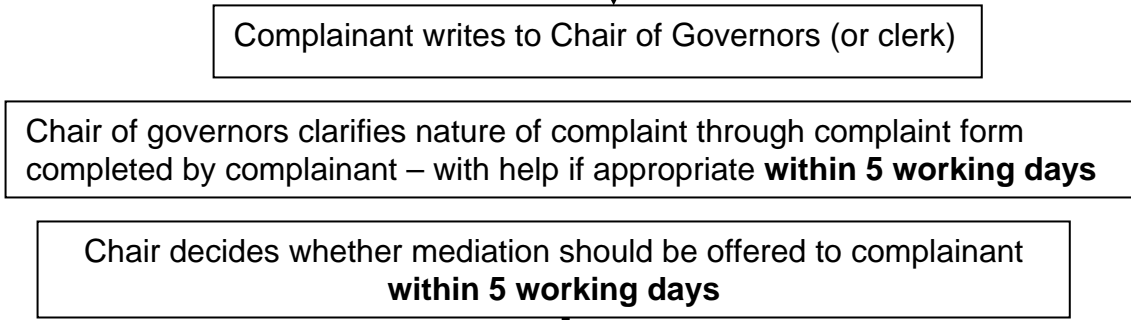 Complainant writes to Chair of Governors (or clerk)
Chair of governors clarifies nature of complaint through complaint form
completed by complainant – with help if appropriate within 5 working days
Chair decides whether mediation should be offered to complainant
within 5 working days